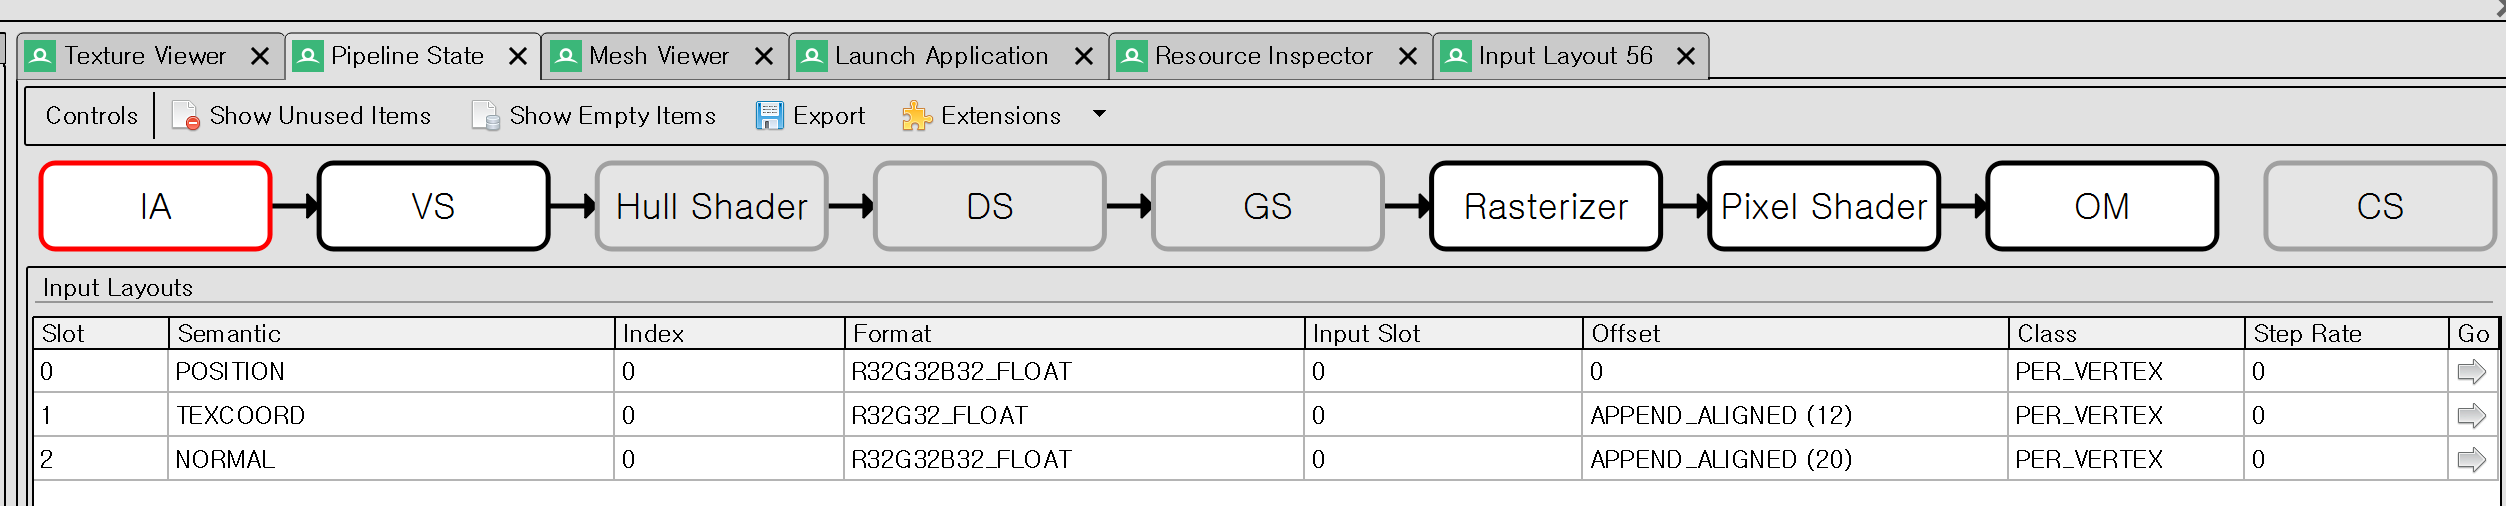 Texture Viewer Pipeline State Mesh Viewer Launch Application Resource Inspector Input Layout 56
Controls Show Unused Items Show Empty Items Export Extensions
IA VS Hull Shader DS GS Rasterizer Pixel Shader OM CS
Input Layouts
Slot Semantic Index Format Input Slot Offset Class Step Rate Go
0 POSITION 0 R32G32B32_FLOAT 0 0 PER_VERTEX 0
1 TEXCOORD 0 R32G32_FLOAT 0 APPEND_ALIGNED (12) PER_VERTEX 0
2 NORMAL 0 R32G32B32_FLOAT 0 APPEND_ALIGNED (20) PER_VERTEX 0